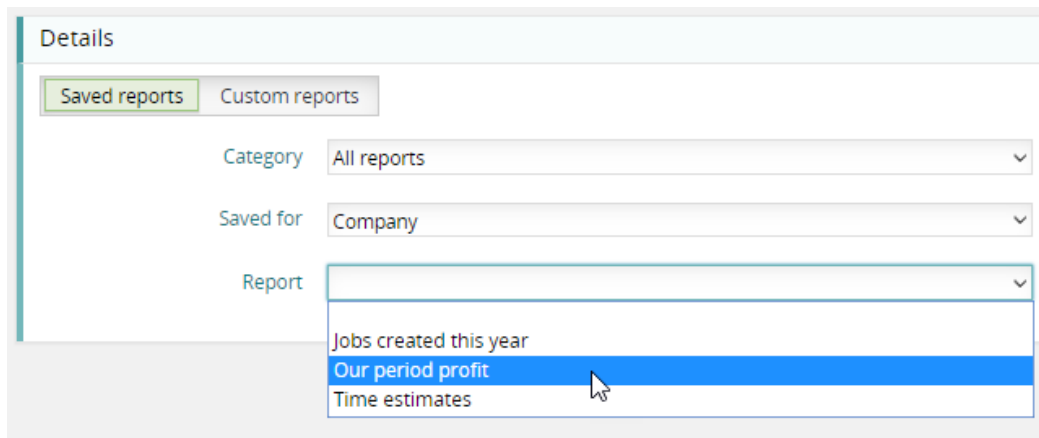 Details
Saved reports Custom reports
Category All reports
Saved for Company
Report
Jobs created this year
Our period profit
Time estimates